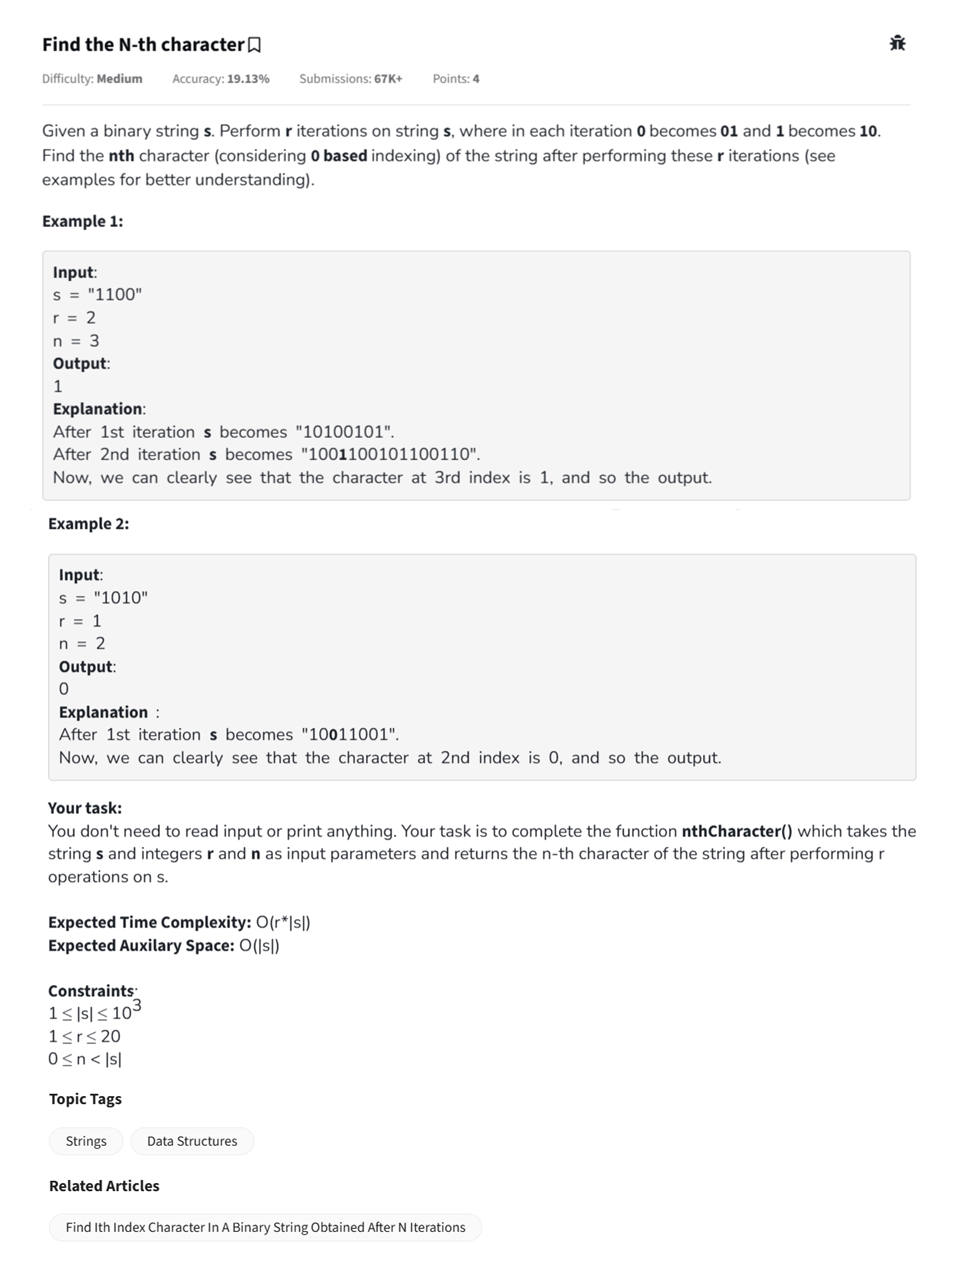 Find the N-th character
Difficulty: Medium Accuracy: 19.13% Submissions: 67K+ Points: 4
Given a binary string s. Perform r iterations on string s, where in each iteration 0 becomes 01 and 1 becomes 10.
Find the nth character (considering 0 based indexing) of the string after performing these r iterations (see
examples for better understanding).
Example 1:
Input:
s = "1100"
r = 2
n = 3
Output:
1
Explanation:
After 1st iteration s becomes "10100101".
After 2nd iteration s becomes "1001100101100110".
Now, we can clearly see that the character at 3rd index is 1, and so the output.
Example 2:
Input:
s = "1010"
r = 1
n = 2
Output:
0
Explanation :
After 1st iteration s becomes "10011001".
Now, we can clearly see that the character at 2nd index is 0, and so the output.
Your task:
You don't need to read input or print anything. Your task is to complete the function nthCharacter() which takes the
string s and integers r and n as input parameters and returns the n-th character of the string after performing r
operations on s.
Expected Time Complexity: O(r*|s|)
Expected Auxilary Space: O(|s|)
Constraints:
1 ≤ |s| ≤ 10³
1 ≤ r ≤ 20
0 ≤ n < |s|
Topic Tags
Strings Data Structures
Related Articles
Find Ith Index Character In A Binary String Obtained After N Iterations